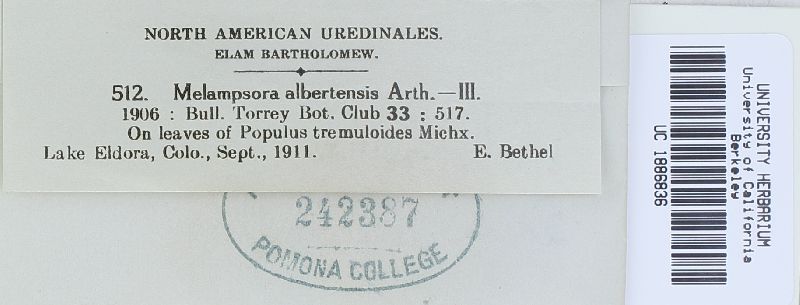 NORTH AMERICAN UREDINALES.
ELAM BARTHOLOMEW.
512. Melampsora albertensis Arth.—III.
1906 : Bull. Torrey Bot. Club 33 : 517.
On leaves of Populus tremuloides Michx.
Lake Eldora, Colo., Sept., 1911. E. Bethel
242387
POMONA COLLEGE
UNIVERSITY HERBARIUM
University of California
Berkeley
UC 1886836